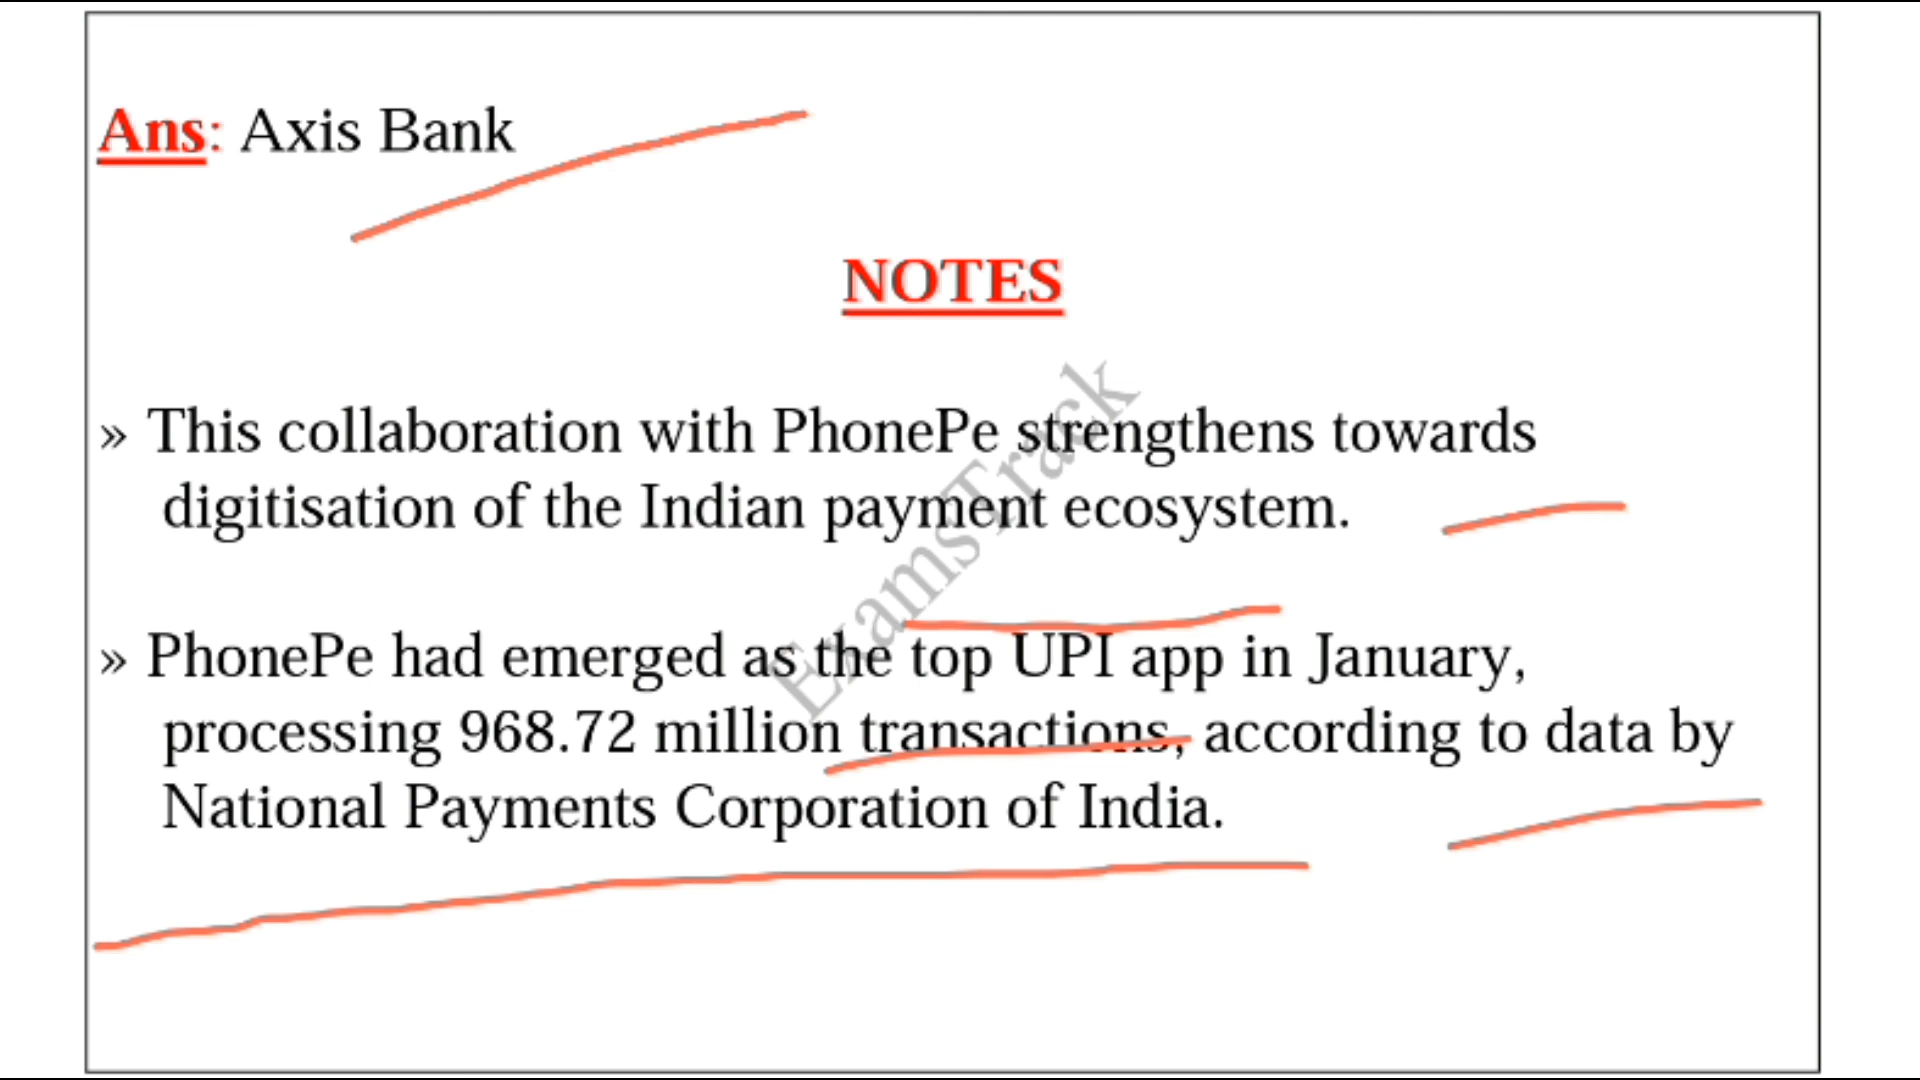 Ans: Axis Bank
NOTES
» This collaboration with PhonePe strengthens towards
digitisation of the Indian payment ecosystem.
» PhonePe had emerged as the top UPI app in January,
processing 968.72 million transactions, according to data by
National Payments Corporation of India.
ExamsTrack